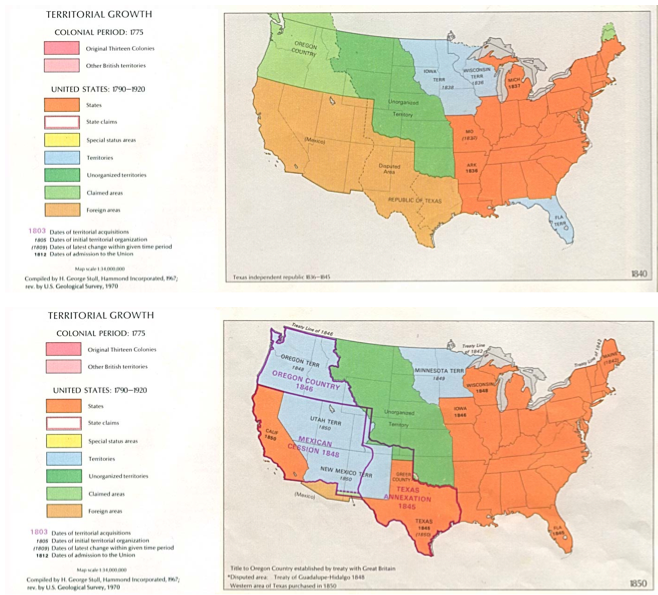 TERRITORIAL GROWTH
COLONIAL PERIOD: 1775
Original Thirteen Colonies
Other British territories
UNITED STATES: 1790—1920
States
State claims
Special status areas
Territories
Unorganized territories
Claimed areas
Foreign areas
1803 Dates of territorial acquisitions
1805 Dates of initial territorial organization
(1809) Dates of latest change within given time period
1812 Dates of admission to the Union
Map scale 1:34,000,000
Compiled by H. George Stoll, Hammond Incorporated, 1967;
rev. by U.S. Geological Survey, 1970
OREGON
COUNTRY
IOWA
TERR
1838
WISCONSIN
TERR
1836
MICH
1837
Unorganized
Territory
(Mexico)
Disputed
Area
MO
ARK
1836
REPUBLIC OF TEXAS
FLA
TERR
Texas independent republic 1836—1845
1840
TERRITORIAL GROWTH
COLONIAL PERIOD: 1775
Original Thirteen Colonies
Other British territories
UNITED STATES: 1790—1920
States
State claims
Special status areas
Territories
Unorganized territories
Claimed areas
Foreign areas
1803 Dates of territorial acquisitions
1805 Dates of initial territorial organization
(1809) Dates of latest change within given time period
1812 Dates of admission to the Union
Map scale 1:34,000,000
Compiled by H. George Stoll, Hammond Incorporated, 1967;
rev. by U.S. Geological Survey, 1970
Treaty Line of 1846
Treaty Line
of 1842
Treaty Line of 1842
MAINE
OREGON TERR
1848
OREGON COUNTRY
1846
MINNESOTA TERR
1849
WISCONSIN
1848
IOWA
1846
Unorganized
Territory
UTAH TERR
1850
CALIF
1850
MEXICAN
CESSION 1848
NEW MEXICO TERR
1850
(Mexico)
TEXAS
ANNEXATION
1845
TEXAS
1845
(1850)
FLA
1845
Title to Oregon Country established by treaty with Great Britain
*Disputed area: Treaty of Guadalupe-Hidalgo 1848
Western area of Texas purchased in 1850
1850